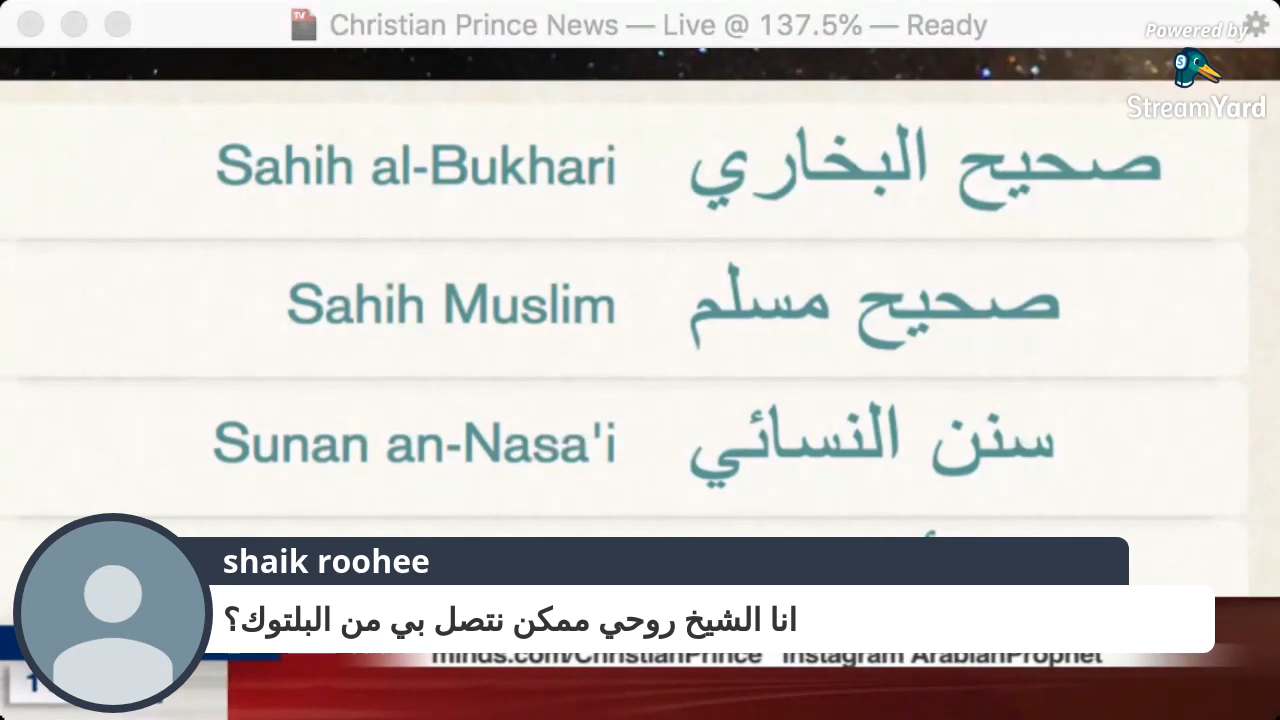 Christian Prince News — Live @ 137.5% — Ready
Powered by
StreamYard
Sahih al-Bukhari صحيح البخاري
Sahih Muslim صحيح مسلم
Sunan an-Nasa'i سنن النسائي
shaik roohee
انا الشيخ روحي ممكن نتصل بي من البلتوك؟
minds.com/ChristianPrince Instagram ArabianProphet